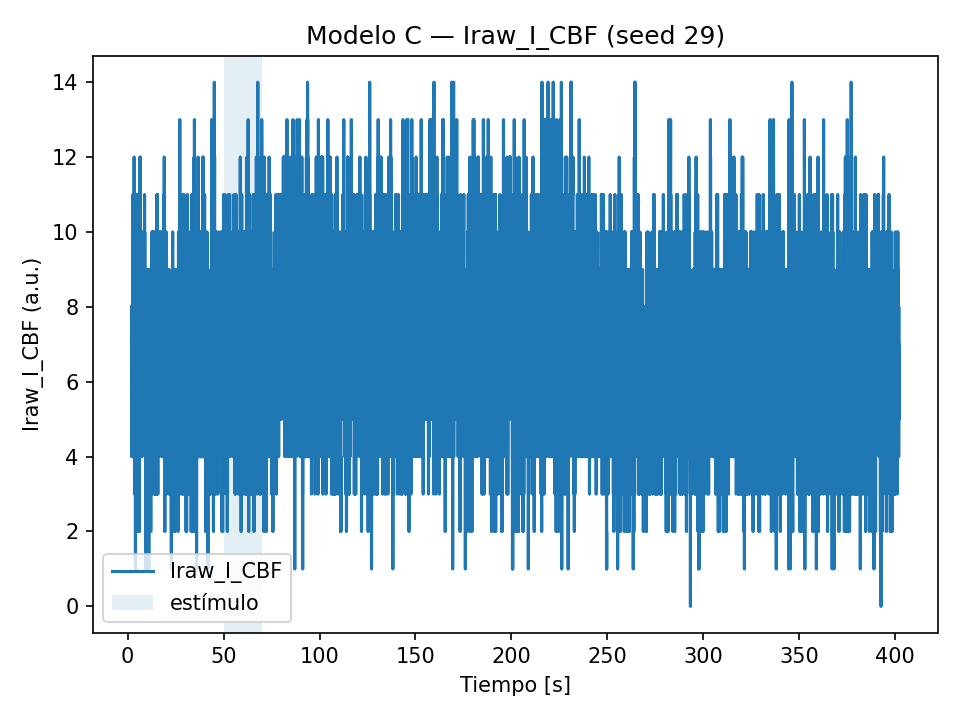 Modelo C — Iraw_I_CBF (seed 29)
Iraw_I_CBF (a.u.)
14
12
10
8
6
4
2
0
Iraw_I_CBF
estímulo
0 50 100 150 200 250 300 350 400
Tiempo [s]